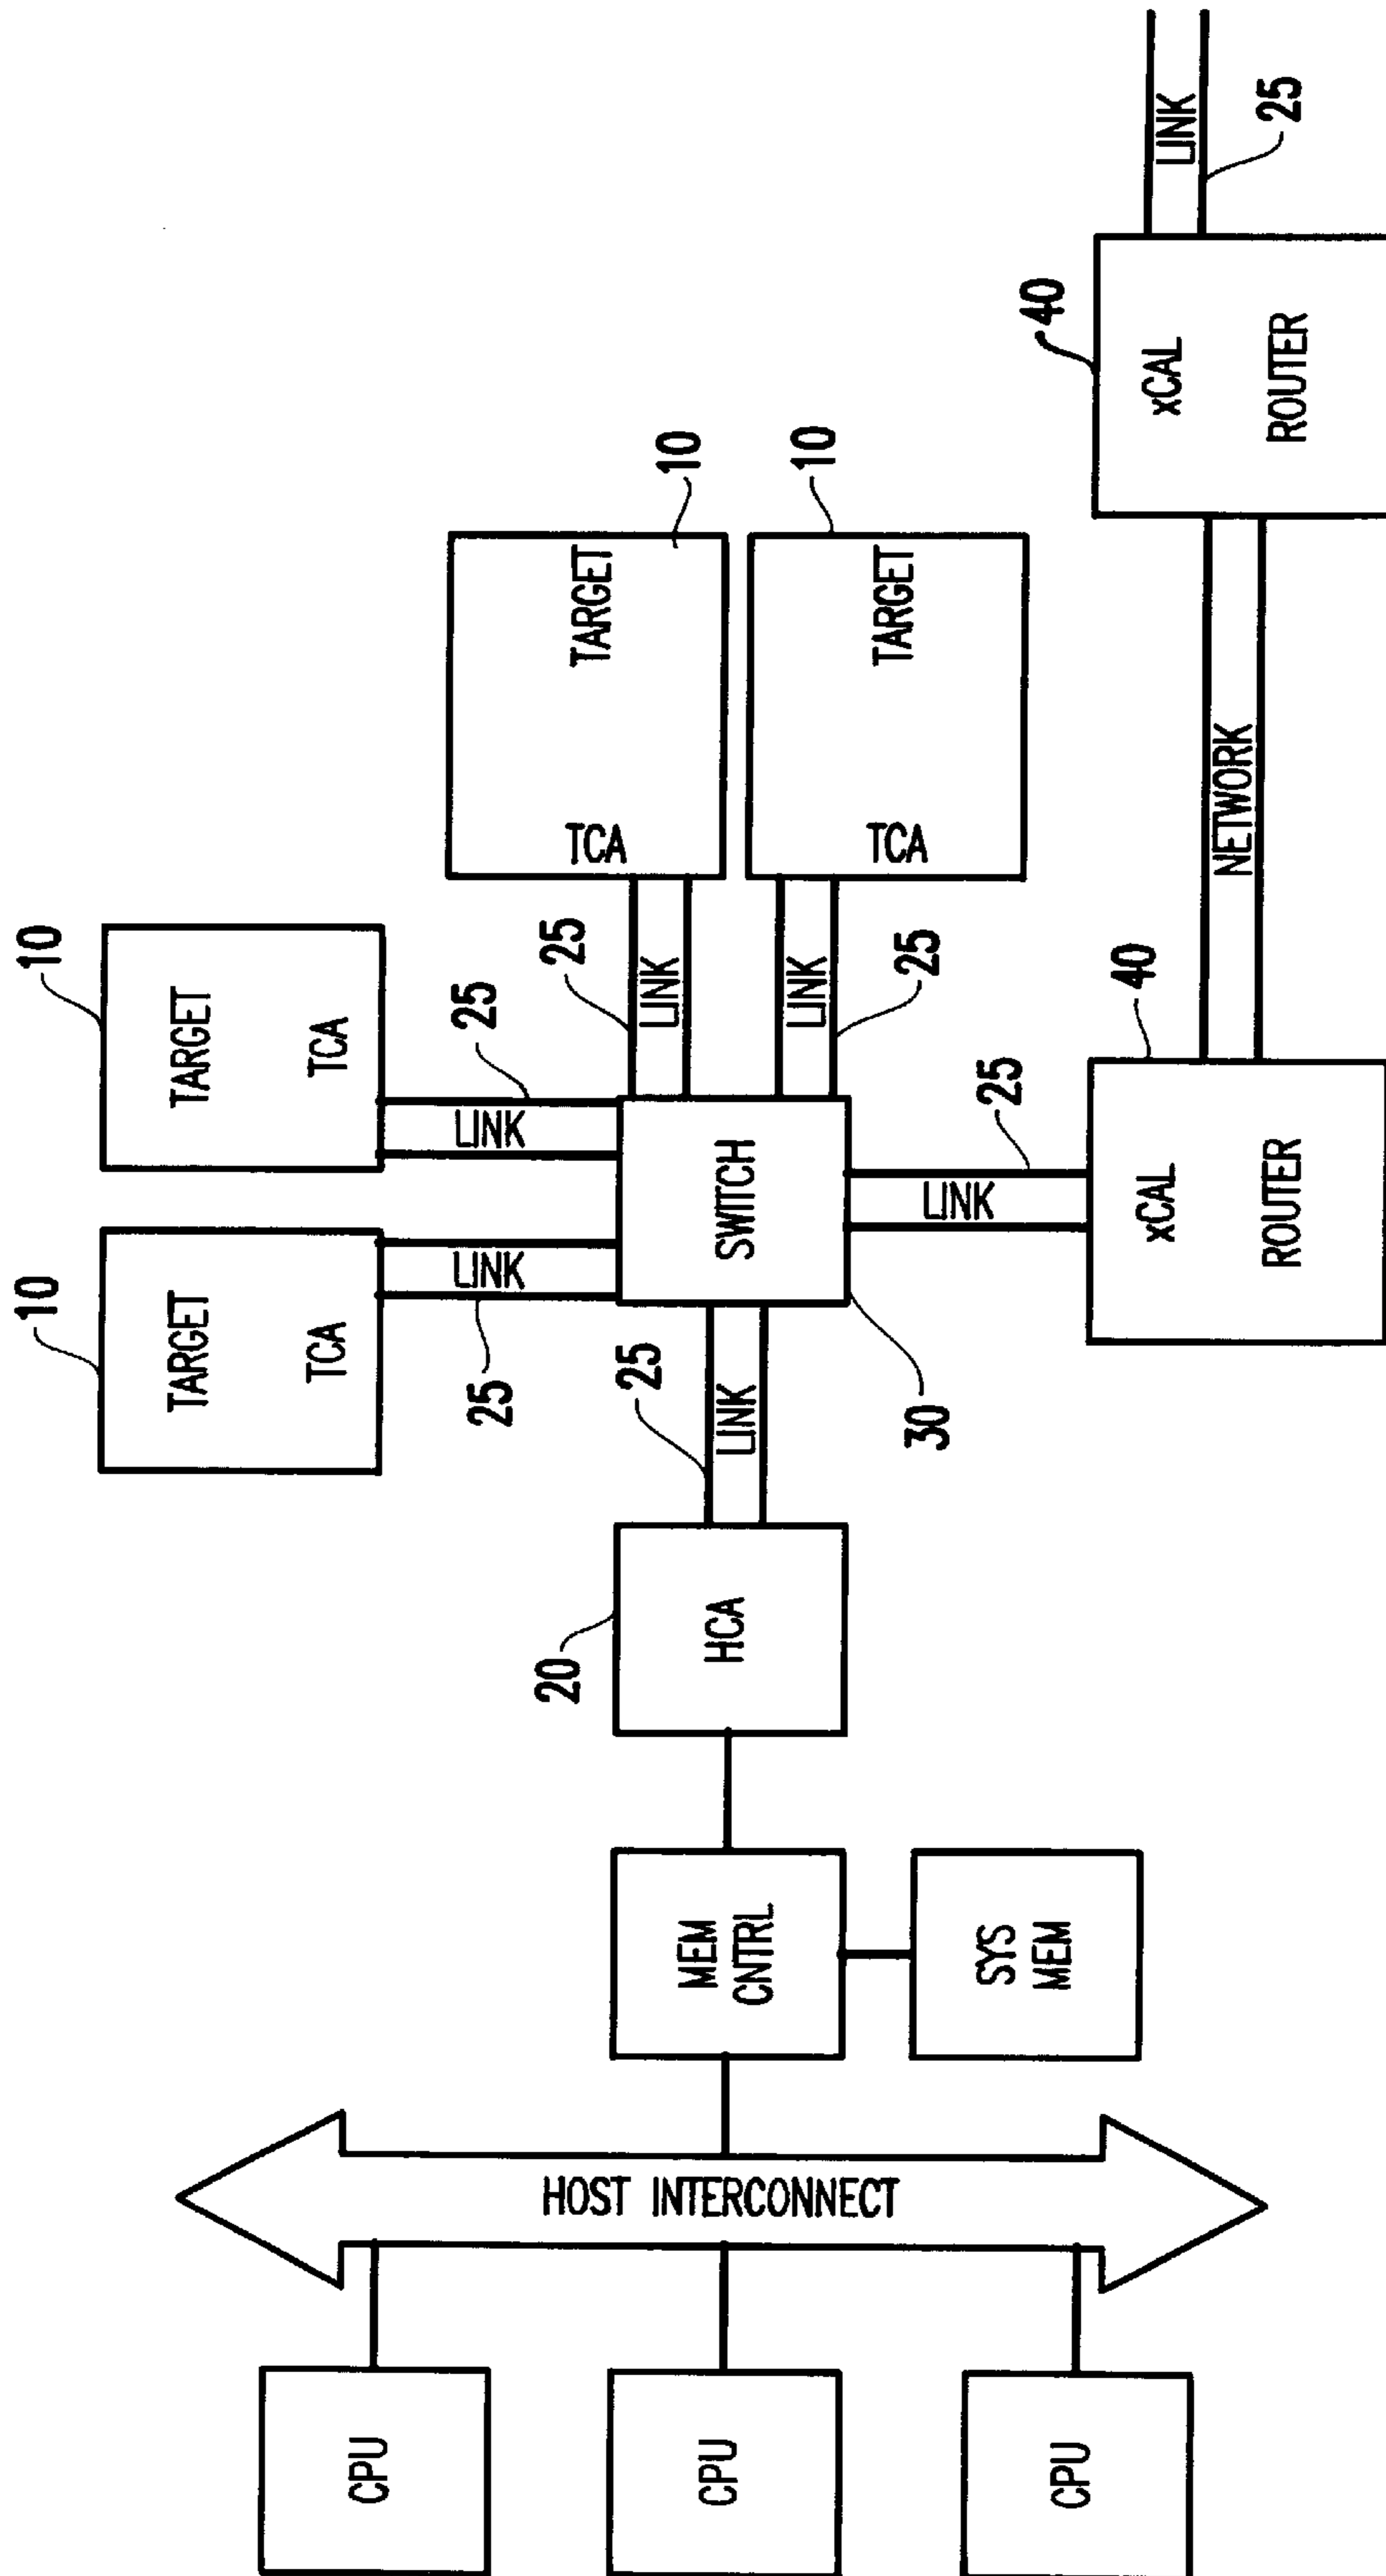 10
10
TARGET
TARGET
TCA
TCA
CPU
25
25
LINK
LINK
20
25
TCA
TARGET
25
LINK
10
MEM
CNTRL
CPU
HOST INTERCONNECT
HCA
LINK
SWITCH
LINK
10
TCA
TARGET
25
30
LINK
SYS
MEM
25
40
CPU
40
xCAL
xCAL
LINK
NETWORK
25
ROUTER
ROUTER